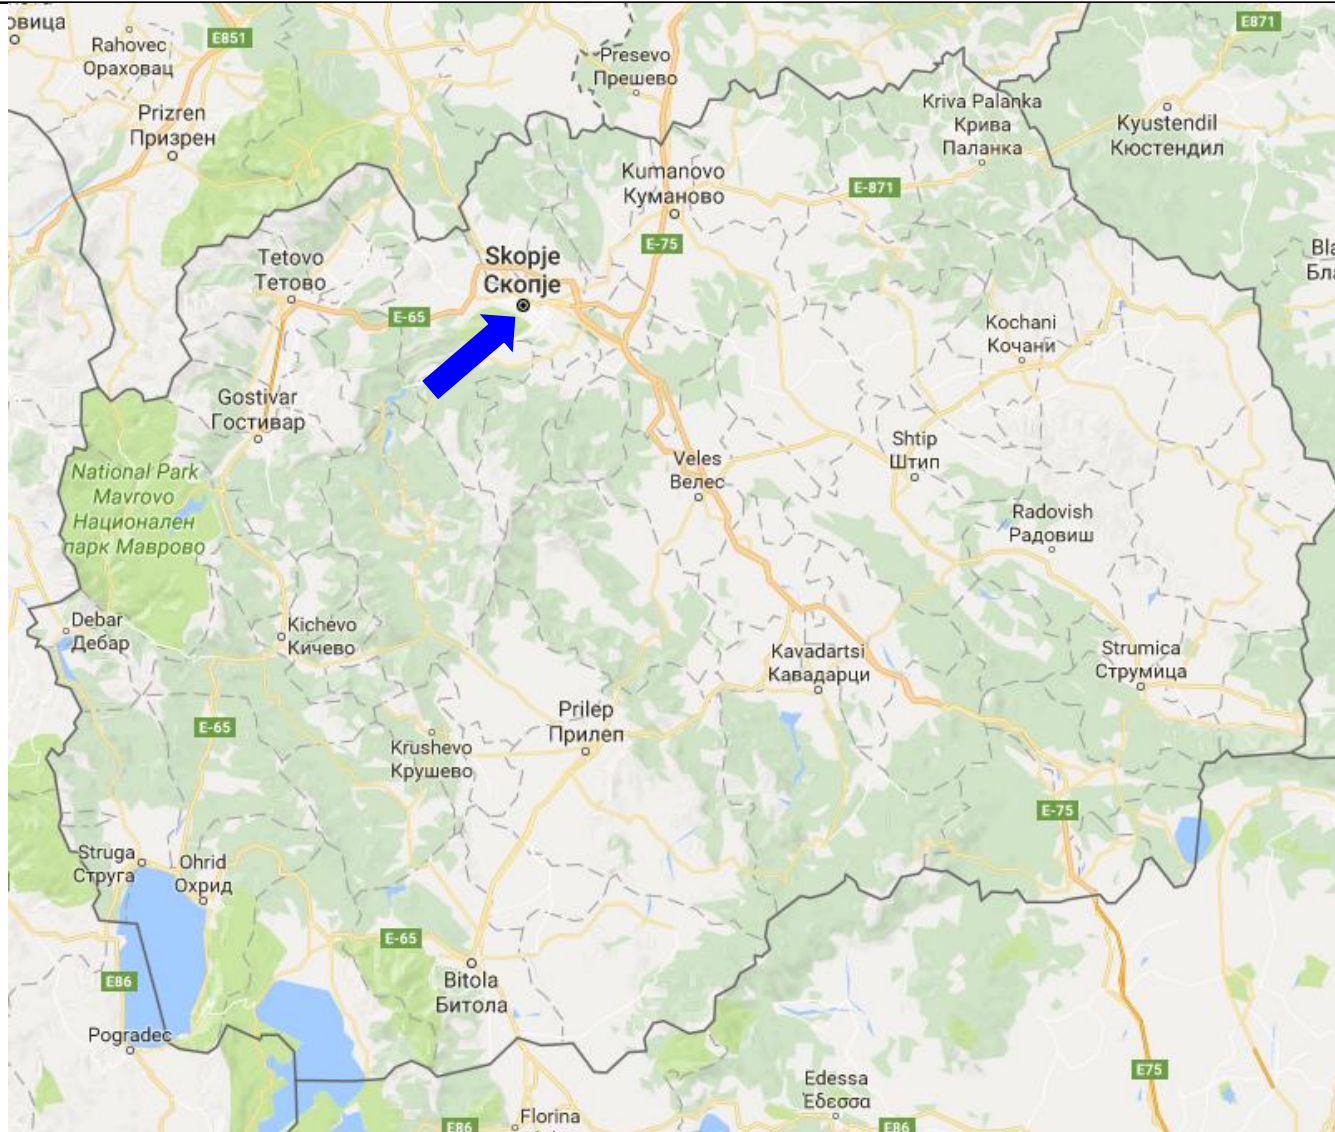 овица
E851
E871
Rahovec
Ораховац
Presevo
Прешево
Prizren
Призрен
Kriva Palanka
Крива
Паланка
Kyustendil
Кюстендил
Kumanovo
Куманово
E-871
E-75
Skopje
Скопје
Tetovo
Тетово
Bla
Бла
E-65
Kochani
Кочани
Gostivar
Гостивар
Shtip
Штип
Veles
Велес
National Park
Mavrovo
Национален
парк Маврово
Radovish
Радовиш
Debar
Дебар
Kichevo
Кичево
Kavadartsi
Кавадарци
Strumica
Струмица
E-65
Prilep
Прилеп
Krushevo
Крушево
E-75
Struga
Струга
Ohrid
Охрид
E-65
E86
Bitola
Битола
Pogradec
E75
Edessa
Έδεσσα
Florina
E86
E86